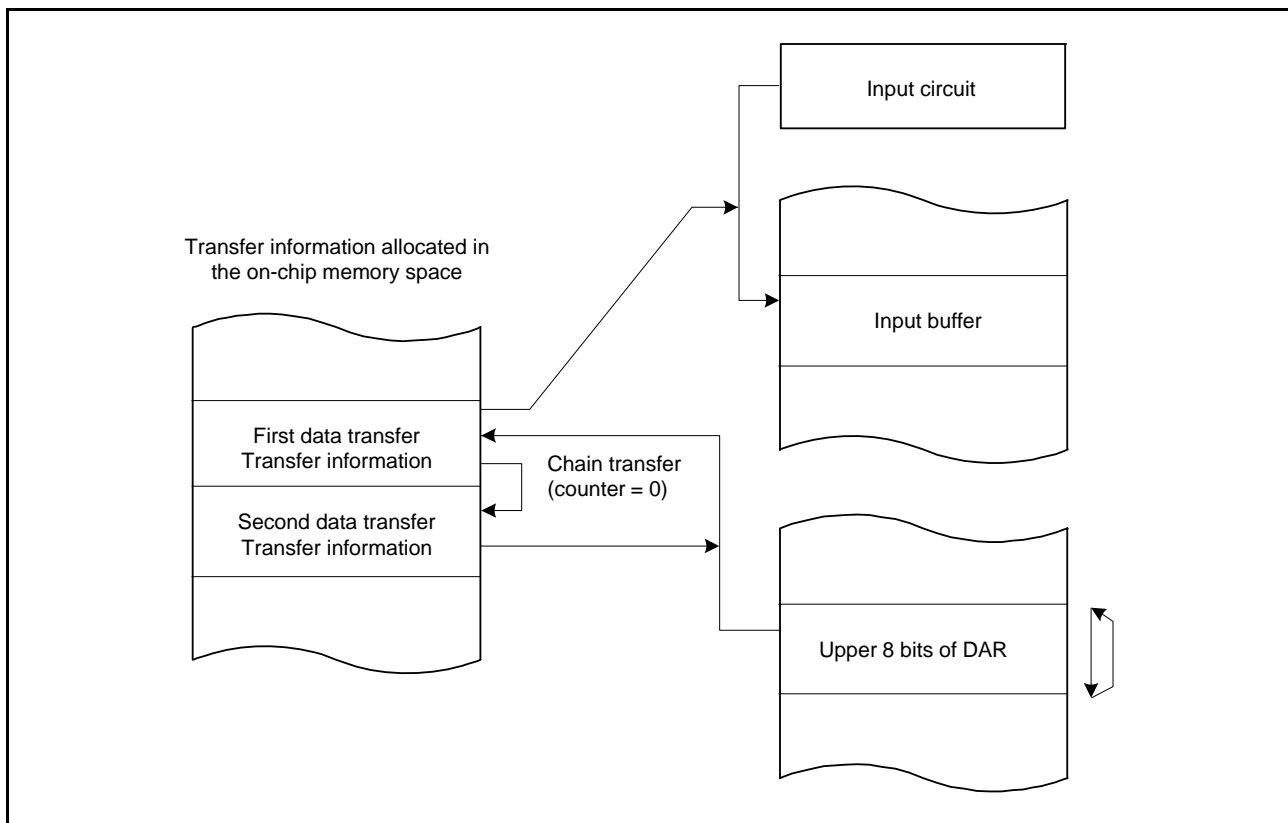 Input circuit
Transfer information allocated in
the on-chip memory space
Input buffer
First data transfer
Transfer information
Chain transfer
(counter = 0)
Second data transfer
Transfer information
Upper 8 bits of DAR